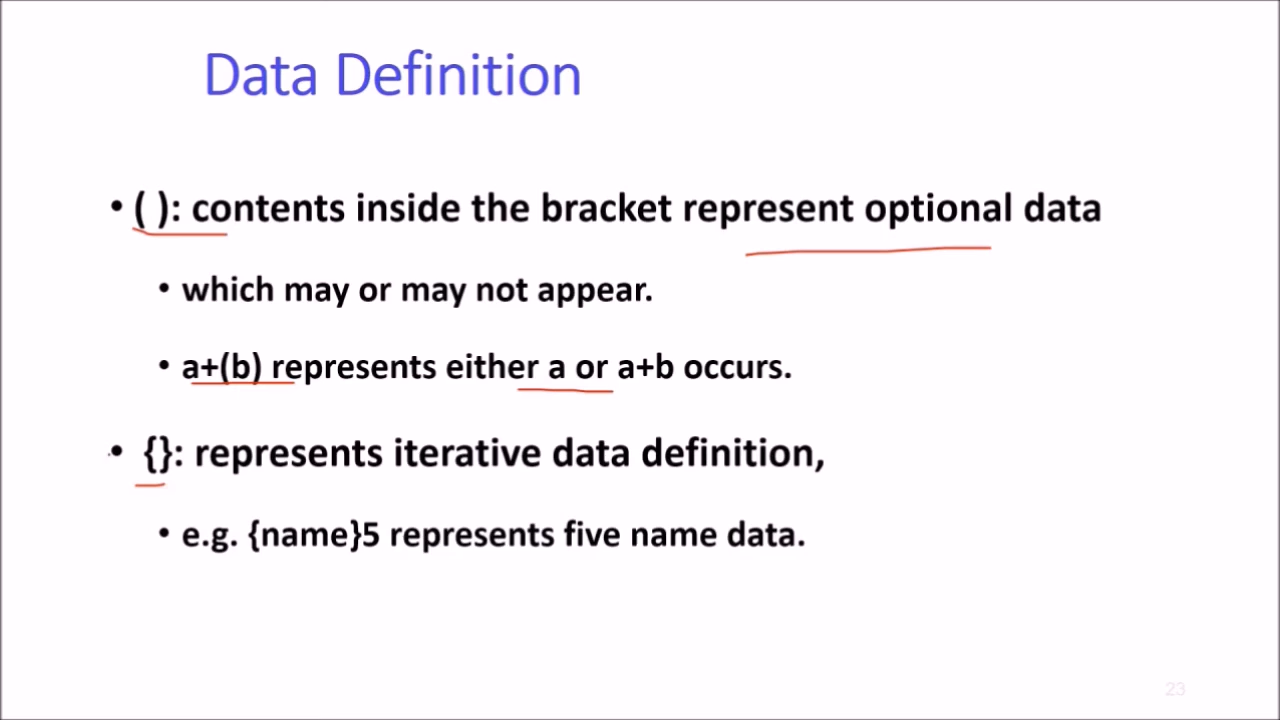 Data Definition
• ( ): contents inside the bracket represent optional data
• which may or may not appear.
• a+(b) represents either a or a+b occurs.
• {}: represents iterative data definition,
• e.g. {name}5 represents five name data.
23